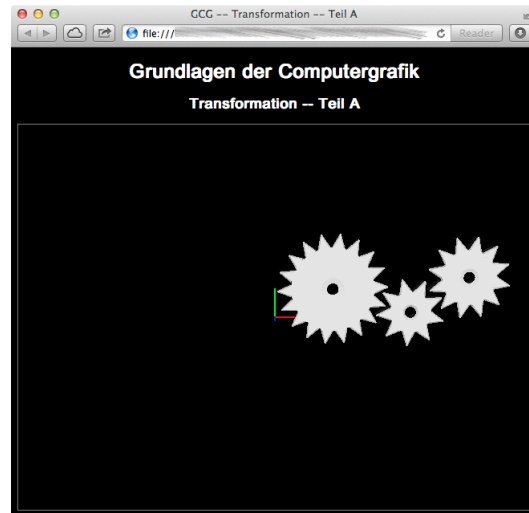 GCG -- Transformation -- Teil A
file:///
Reader
Grundlagen der Computergrafik
Transformation -- Teil A